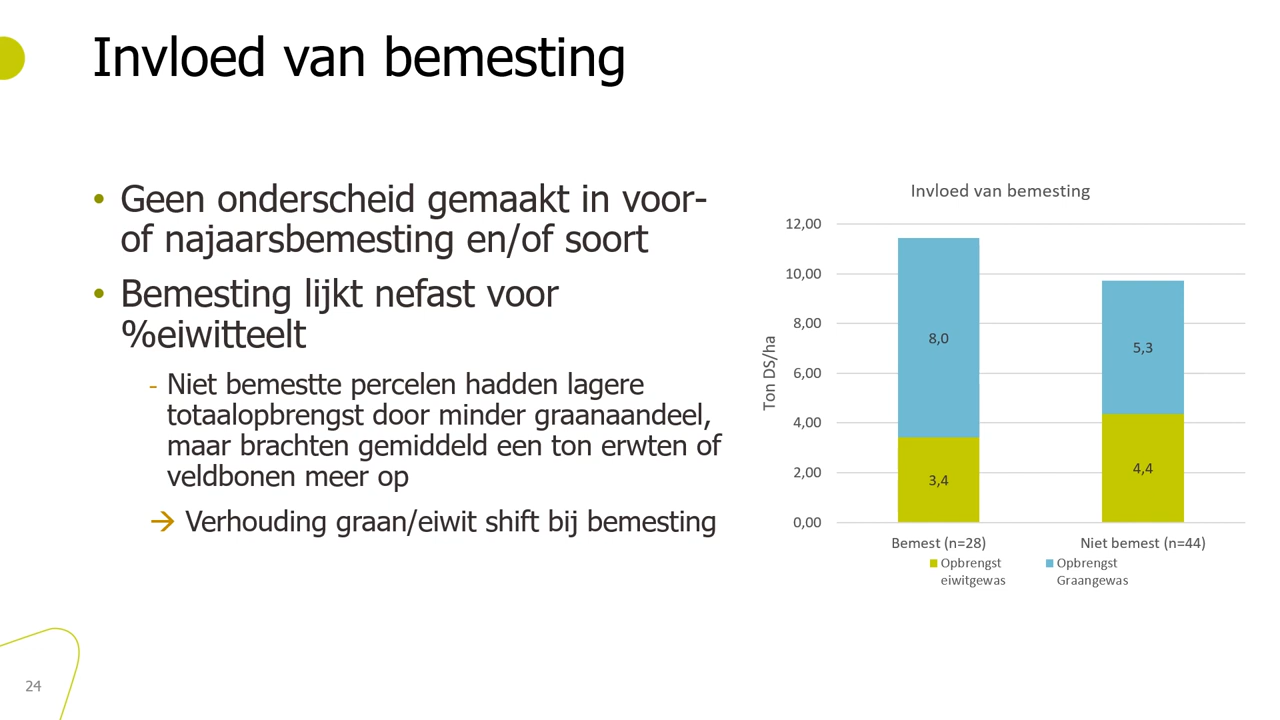 Invloed van bemesting
• Geen onderscheid gemaakt in voor-
of najaarsbemesting en/of soort
• Bemesting lijkt nefast voor
%eiwitteelt
- Niet bemestte percelen hadden lagere
totaalopbrengst door minder graanaandeel,
maar brachten gemiddeld een ton erwten of
veldbonen meer op
→ Verhouding graan/eiwit shift bij bemesting
Invloed van bemesting
Ton DS/ha
12,00
10,00
8,00
6,00
4,00
2,00
0,00
8,0
3,4
5,3
4,4
Bemest (n=28)
Niet bemest (n=44)
Opbrengst
eiwitgewas
Opbrengst
Graangewas
24